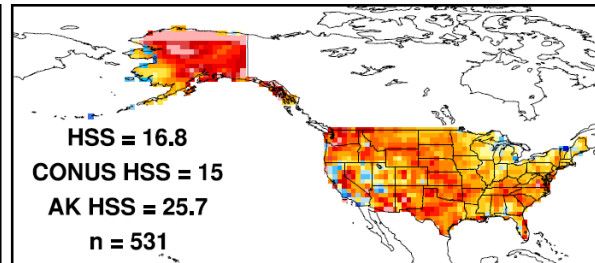 HSS = 16.8
CONUS HSS = 15
AK HSS = 25.7
n = 531